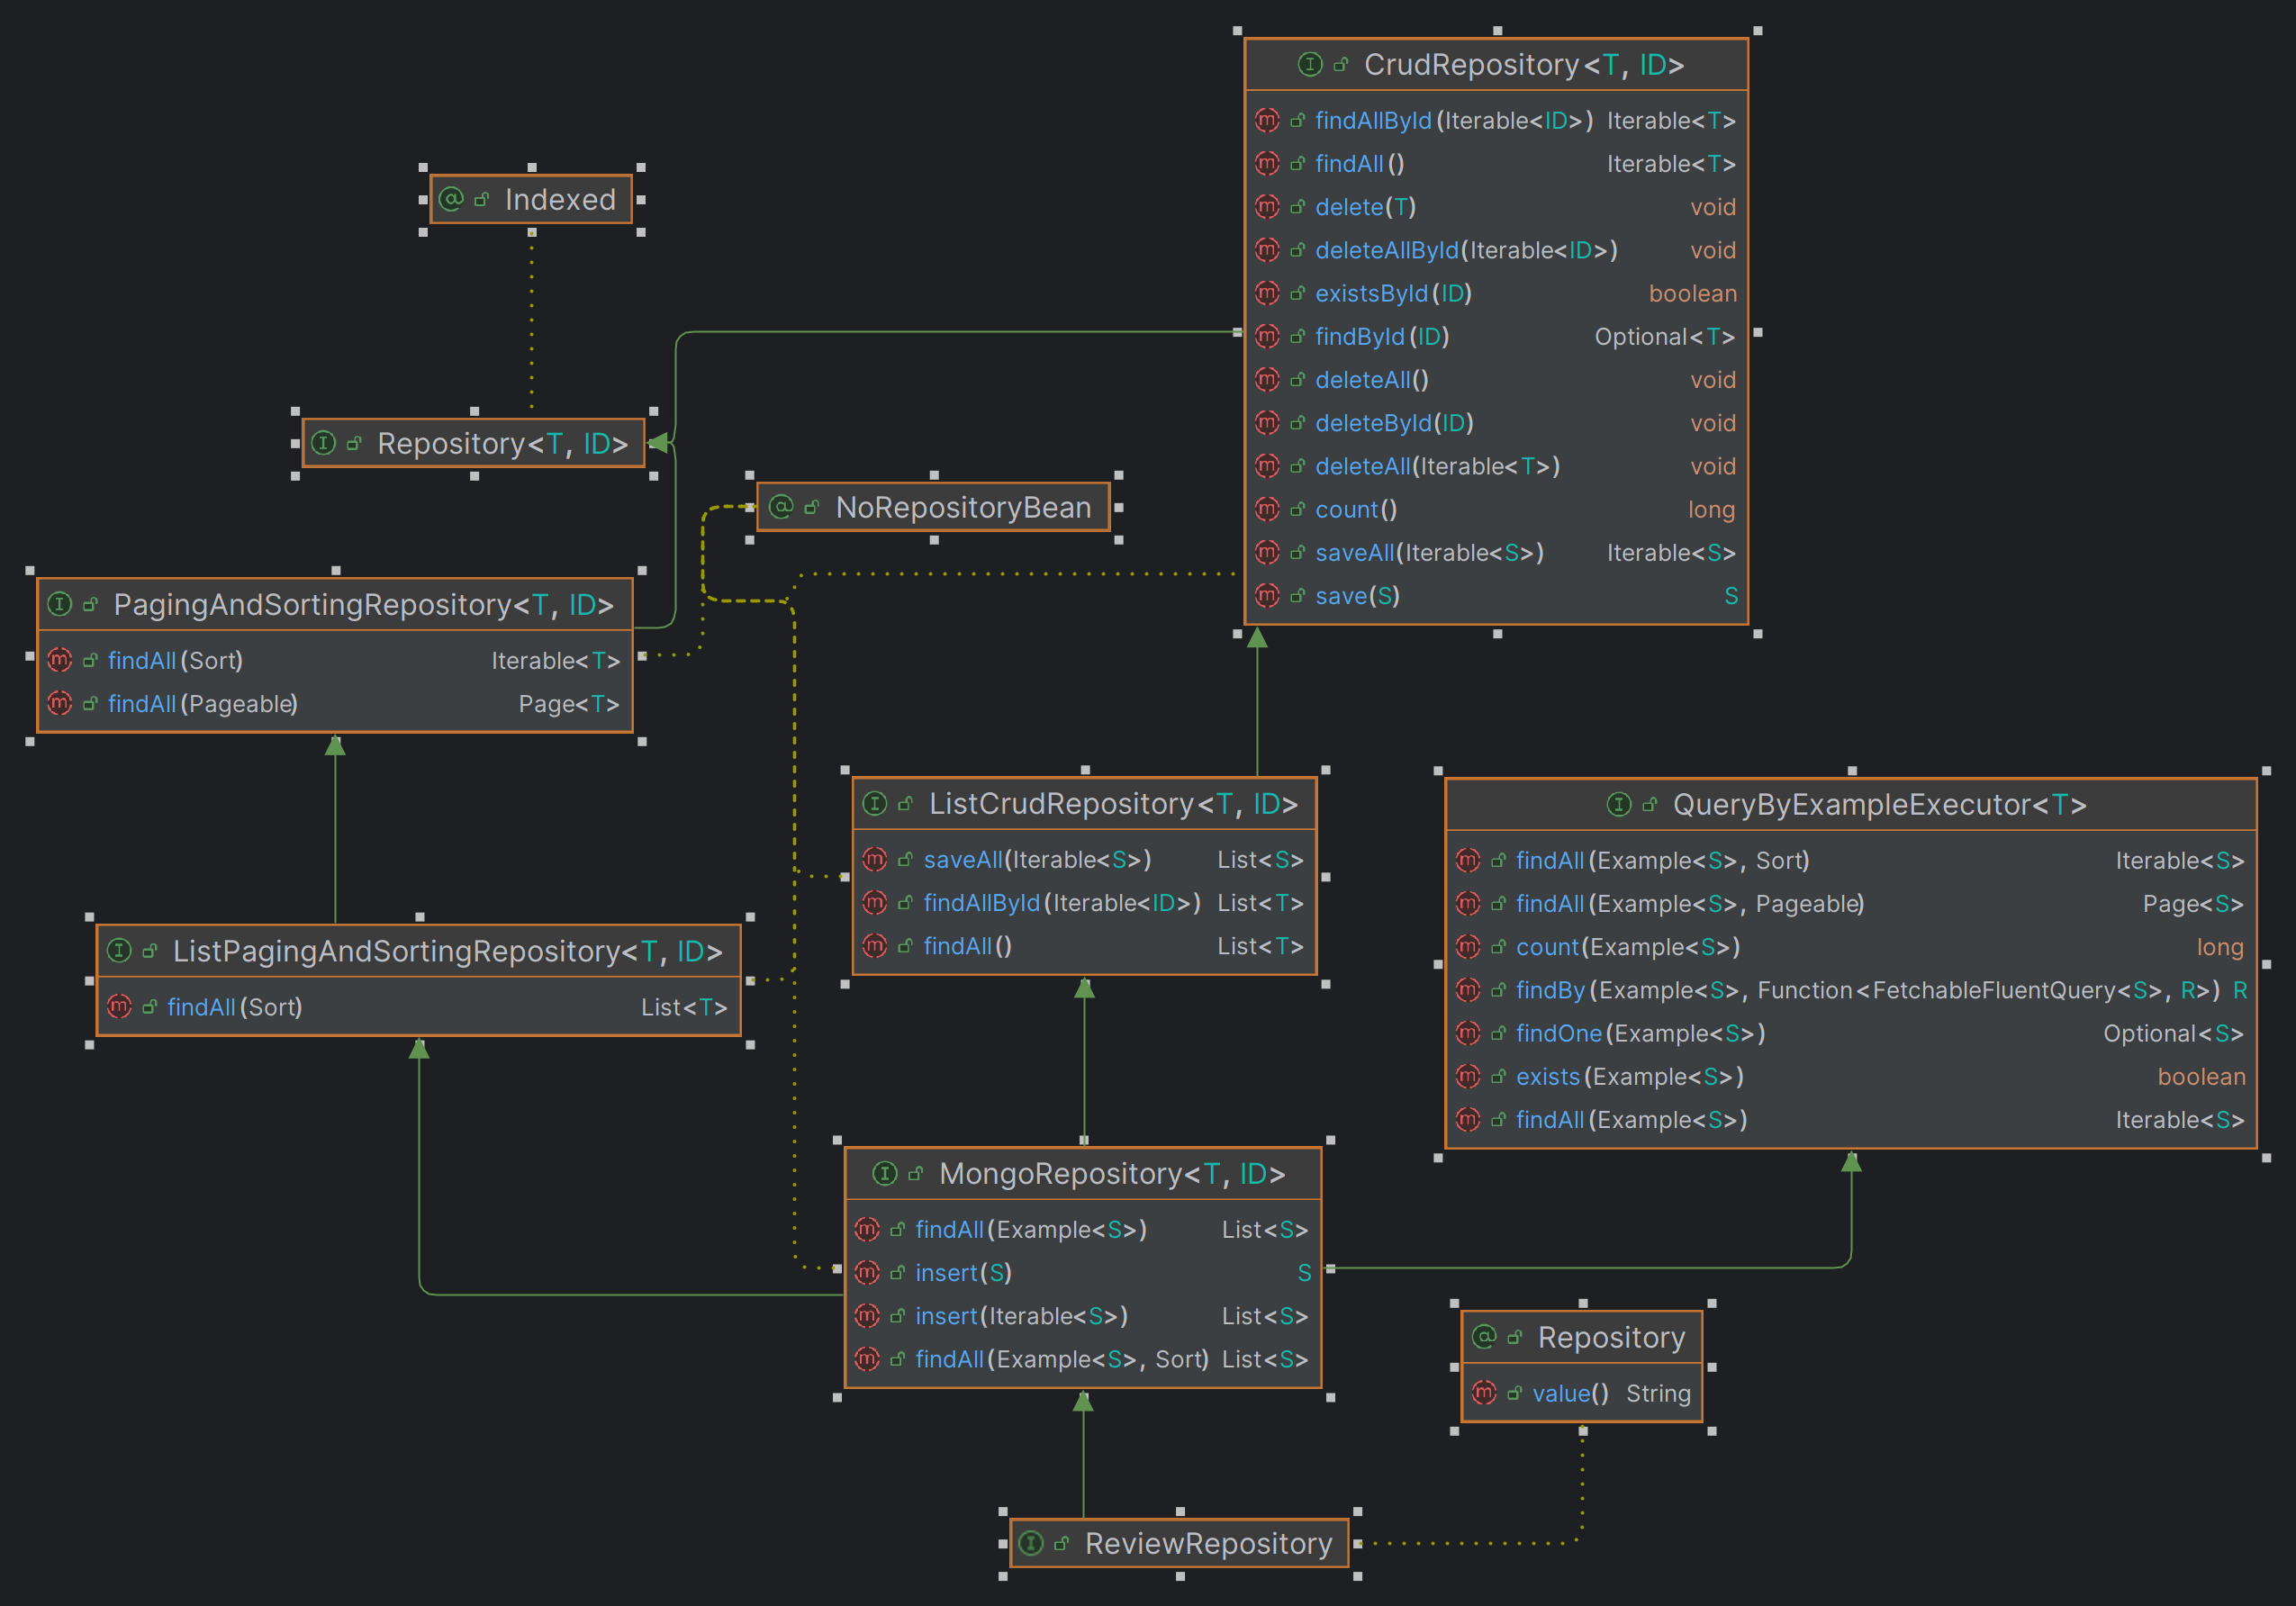 CrudRepository<T, ID>
findAllById(Iterable<ID>) Iterable<T>
findAll() Iterable<T>
delete(T) void
deleteAllById(Iterable<ID>) void
existsById(ID) boolean
findById(ID) Optional<T>
deleteAll() void
deleteById(ID) void
deleteAll(Iterable<T>) void
count() long
saveAll(Iterable<S>) Iterable<S>
save(S) S
@ Indexed
Repository<T, ID>
@ NoRepositoryBean
PagingAndSortingRepository<T, ID>
findAll(Sort) Iterable<T>
findAll(Pageable) Page<T>
ListCrudRepository<T, ID>
saveAll(Iterable<S>) List<S>
findAllById(Iterable<ID>) List<T>
findAll() List<T>
QueryByExampleExecutor<T>
findAll(Example<S>, Sort) Iterable<S>
findAll(Example<S>, Pageable) Page<S>
count(Example<S>) long
findBy(Example<S>, Function<FetchableFluentQuery<S>, R>) R
findOne(Example<S>) Optional<S>
exists(Example<S>) boolean
findAll(Example<S>) Iterable<S>
ListPagingAndSortingRepository<T, ID>
findAll(Sort) List<T>
MongoRepository<T, ID>
findAll(Example<S>) List<S>
insert(S) S
insert(Iterable<S>) List<S>
findAll(Example<S>, Sort) List<S>
@ Repository
value() String
ReviewRepository